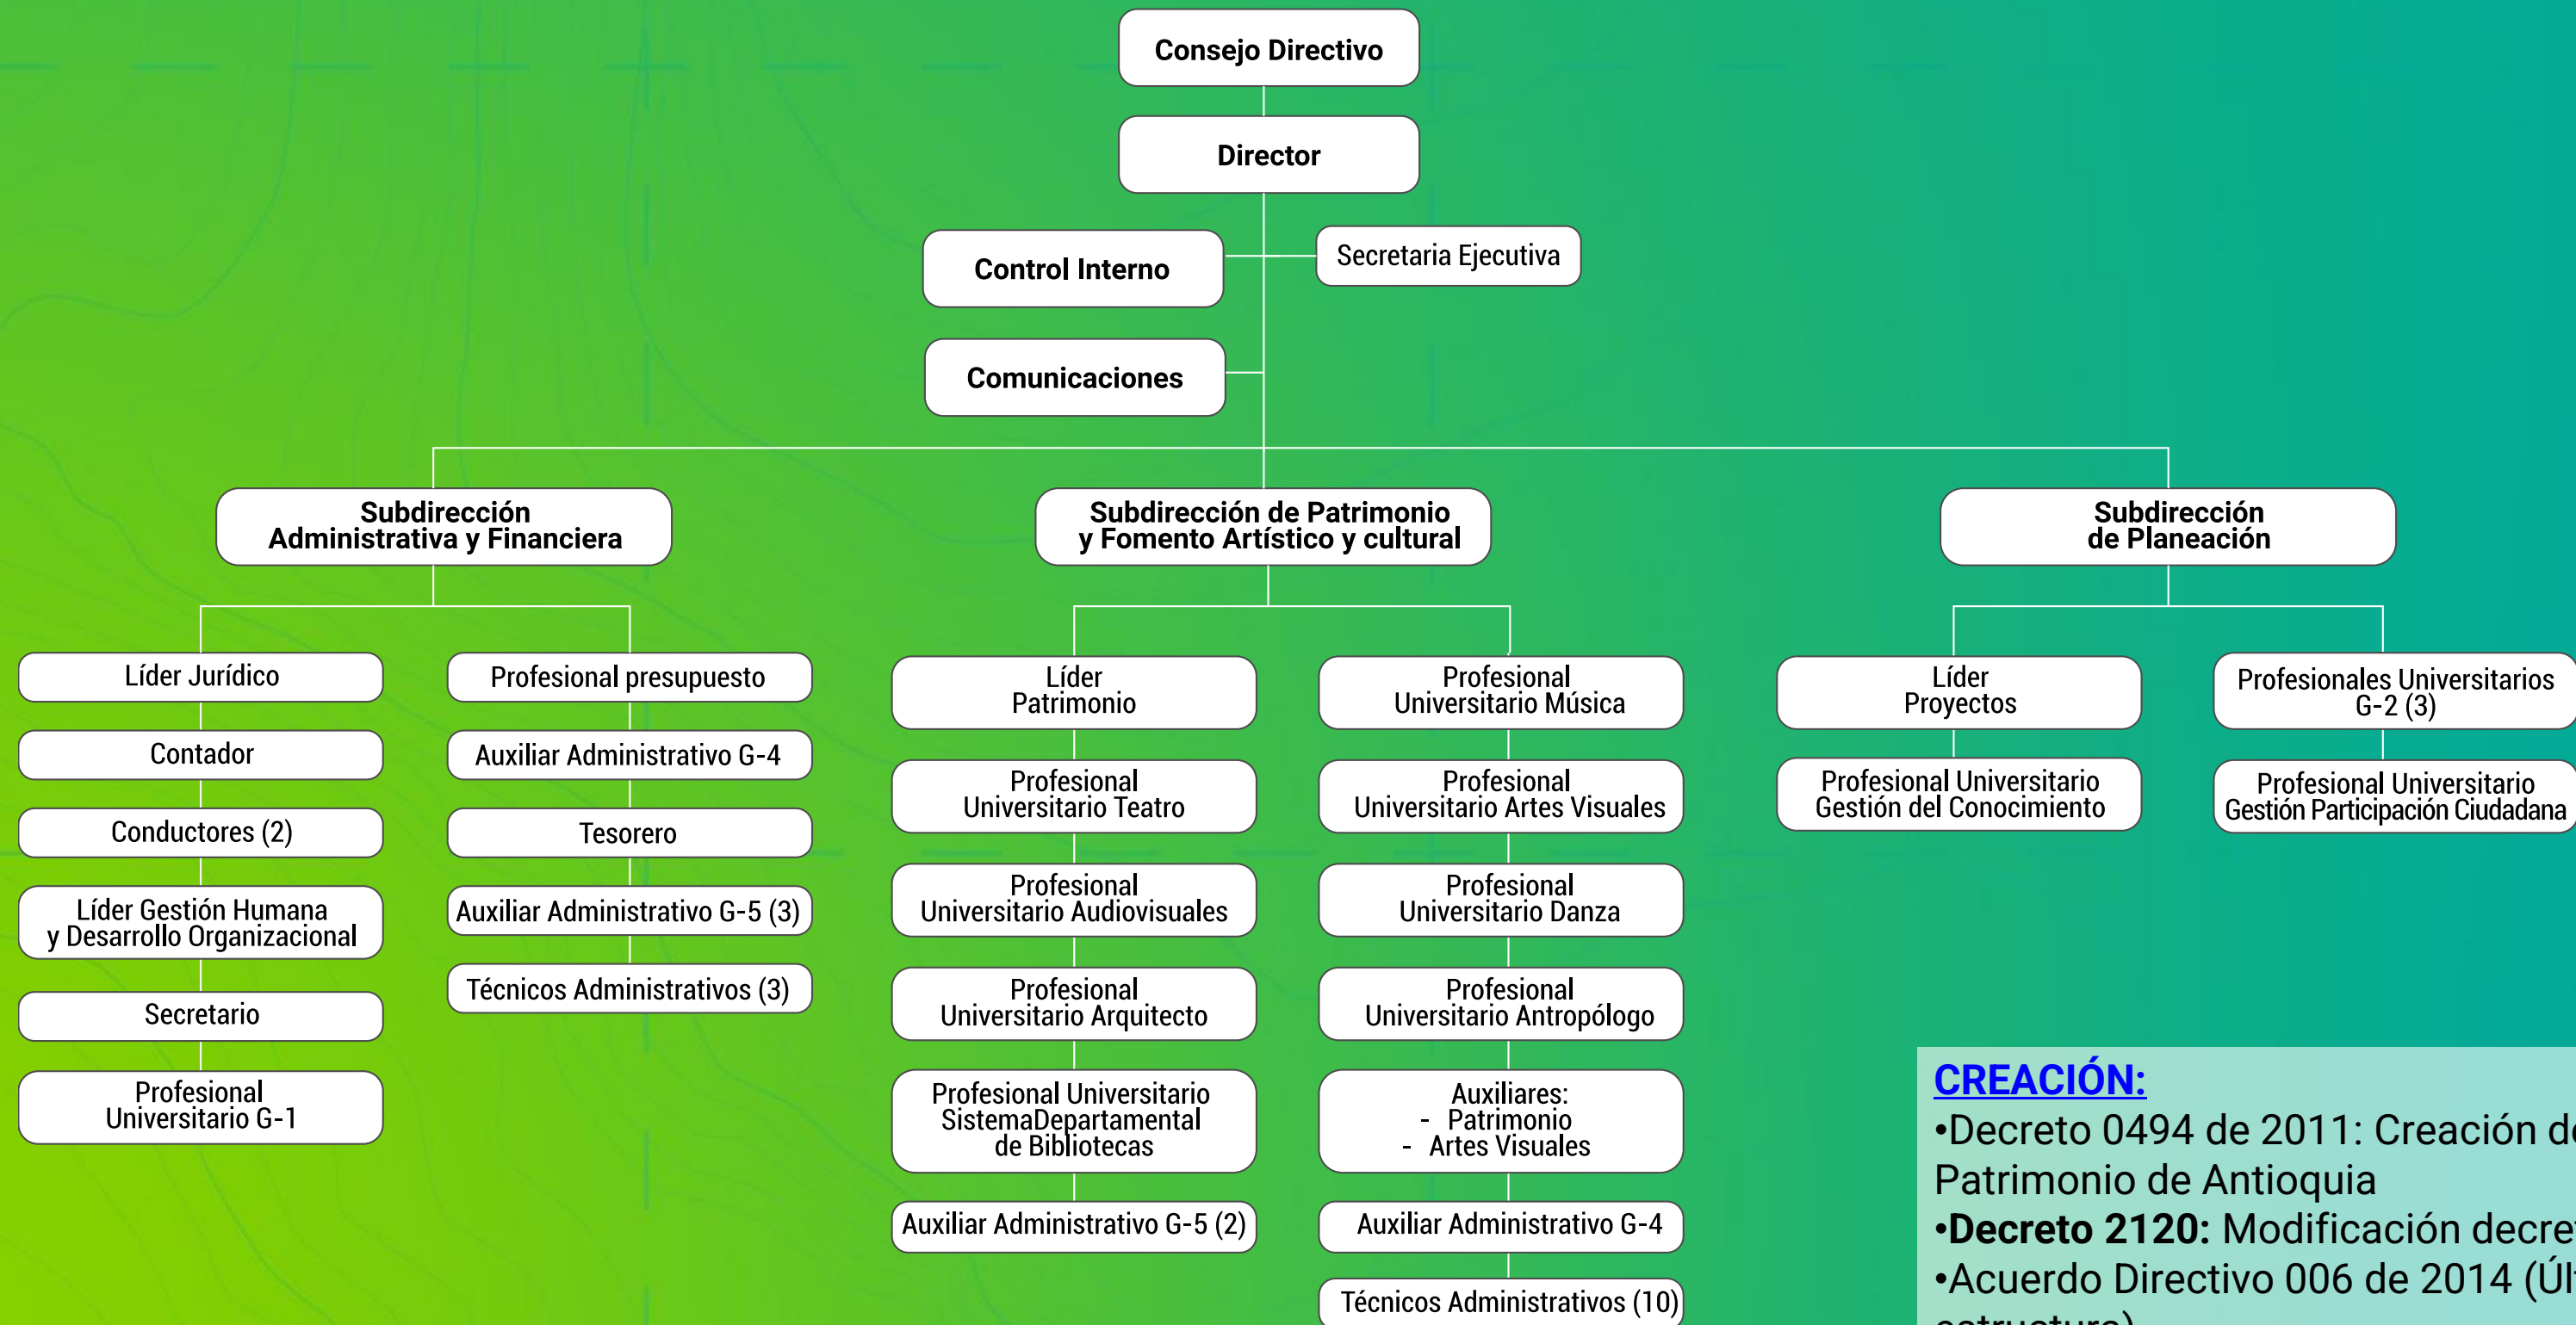 Consejo Directivo
Director
Control Interno
Secretaria Ejecutiva
Comunicaciones
Subdirección
Administrativa y Financiera
Subdirección de Patrimonio
y Fomento Artístico y cultural
Subdirección
de Planeación
Líder Jurídico
Contador
Conductores (2)
Líder Gestión Humana
y Desarrollo Organizacional
Secretario
Profesional
Universitario G-1
Profesional presupuesto
Auxiliar Administrativo G-4
Tesorero
Auxiliar Administrativo G-5 (3)
Técnicos Administrativos (3)
Líder
Patrimonio
Profesional
Universitario Teatro
Profesional
Universitario Audiovisuales
Profesional
Universitario Arquitecto
Profesional Universitario
SistemaDepartamental
de Bibliotecas
Auxiliar Administrativo G-5 (2)
Profesional
Universitario Música
Profesional
Universitario Artes Visuales
Profesional
Universitario Danza
Profesional
Universitario Antropólogo
Auxiliares:
- Patrimonio
- Artes Visuales
Auxiliar Administrativo G-4
Técnicos Administrativos (10)
Líder
Proyectos
Profesional Universitario
Gestión del Conocimiento
Profesionales Universitarios
G-2 (3)
Profesional Universitario
Gestión Participación Ciudadana
CREACIÓN:
•Decreto 0494 de 2011: Creación
Patrimonio de Antioquia
•Decreto 2120: Modificación
•Acuerdo Directivo 006 de 2014